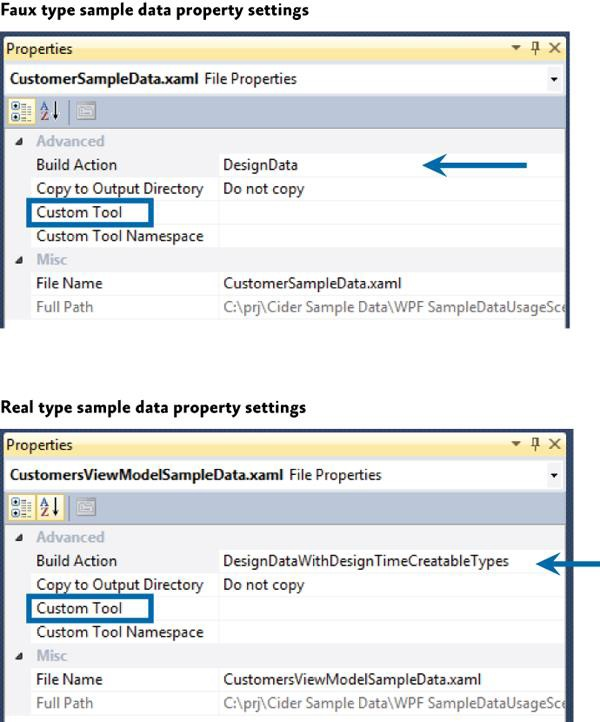 Faux type sample data property settings
Properties
CustomerSampleData.xaml File Properties
Advanced
Build Action DesignData
Copy to Output Directory Do not copy
Custom Tool
Custom Tool Namespace
Misc
File Name CustomerSampleData.xaml
Full Path C:\prj\Cider Sample Data\WPF SampleDataUsageSce
Real type sample data property settings
Properties
CustomersViewModelSampleData.xaml File Properties
Advanced
Build Action DesignDataWithDesignTimeCreatableTypes
Copy to Output Directory Do not copy
Custom Tool
Custom Tool Namespace
Misc
File Name CustomersViewModelSampleData.xaml
Full Path C:\prj\Cider Sample Data\WPF SampleDataUsageSce